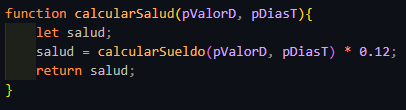 function calcularSalud(pValorD, pDiasT){
    let salud;
    salud = calcularSueldo(pValorD, pDiasT) * 0.12;
    return salud;
}